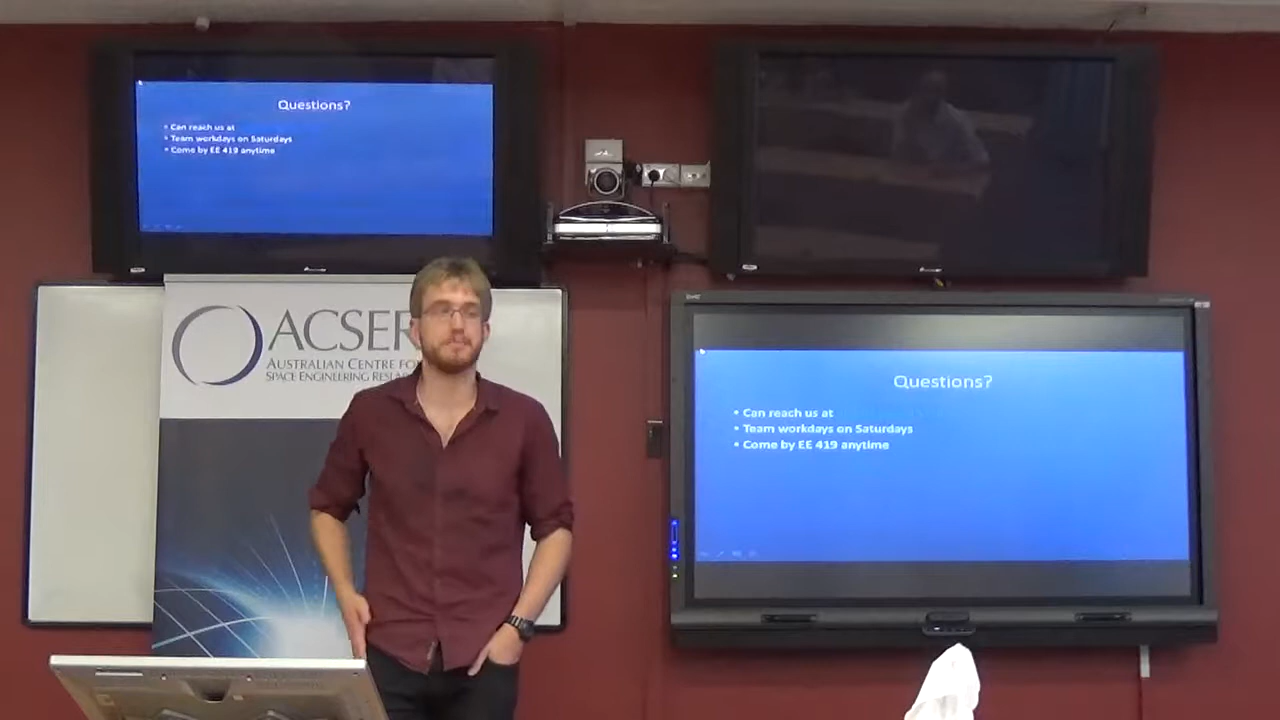 Questions?
• Can reach us at
• Team workdays on Saturdays
• Come by EE 419 anytime
ACSER
AUSTRALIAN CENTRE FO
SPACE ENGINEERING
Questions?
• Can reach us at
• Team workdays on Saturdays
• Come by EE 419 anytime